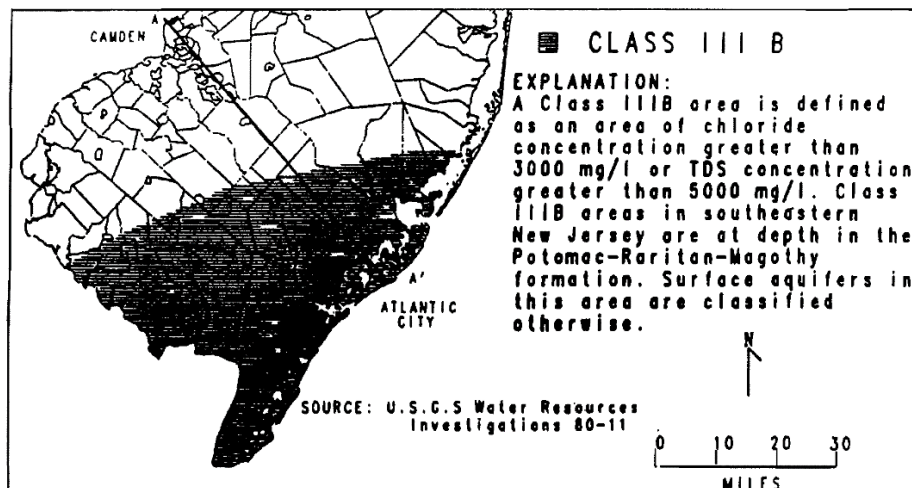 A
CAMDEN
CLASS III B
EXPLANATION:
A Class IIIB area is defined
as an area of chloride
concentration greater than
3000 mg/l or TDS concentration
greater than 5000 mg/l. Class
IIIB areas in southeastern
New Jersey are at depth in the
Potomac-Raritan-Magothy
formation. Surface aquifers in
this area are classified
otherwise.
A'
ATLANTIC
CITY
N
SOURCE: U.S.G.S Water Resources
Investigations 80-11
0 10 20 30
MILES